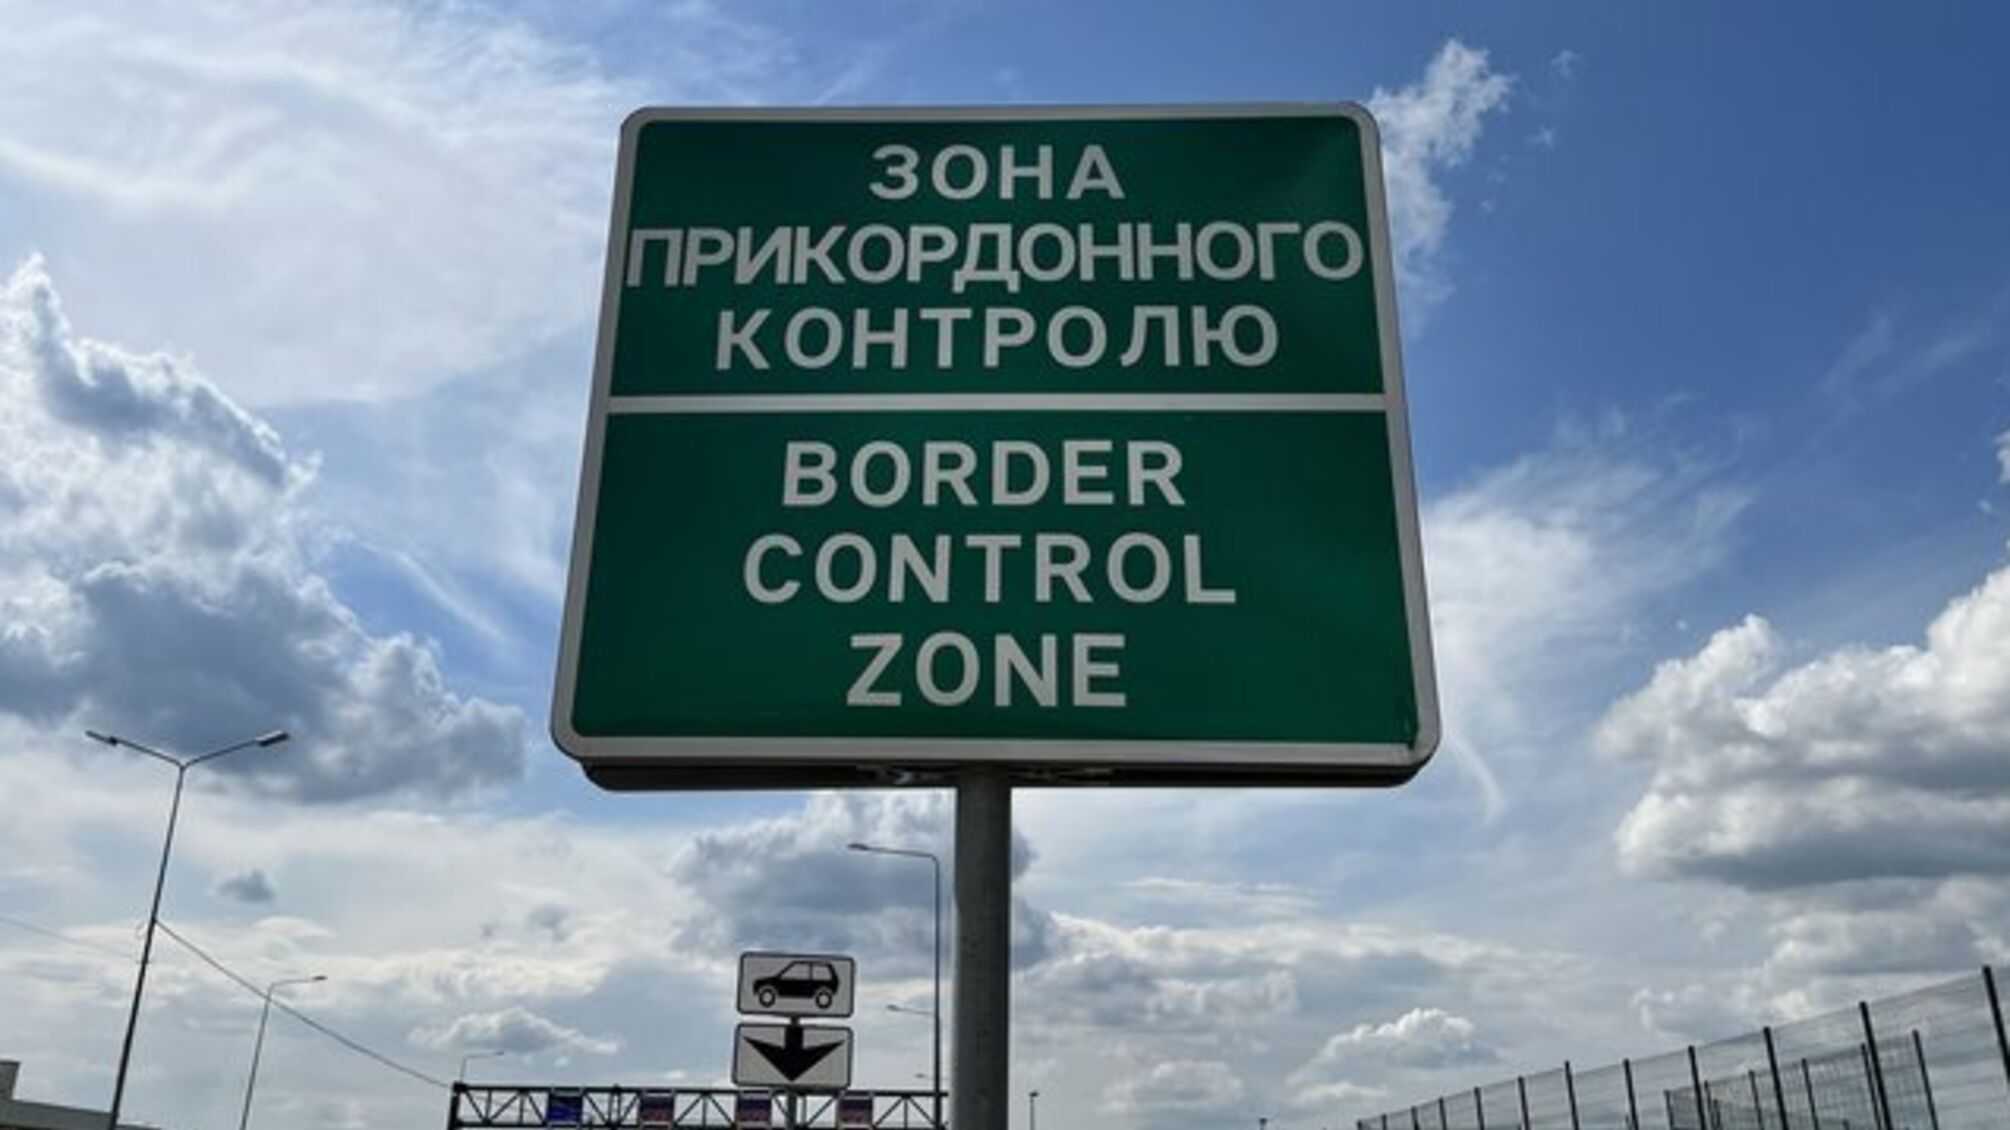 ЗОНА
ПРИКОРДОННОГО
КОНТРОЛЮ
BORDER
CONTROL
ZONE